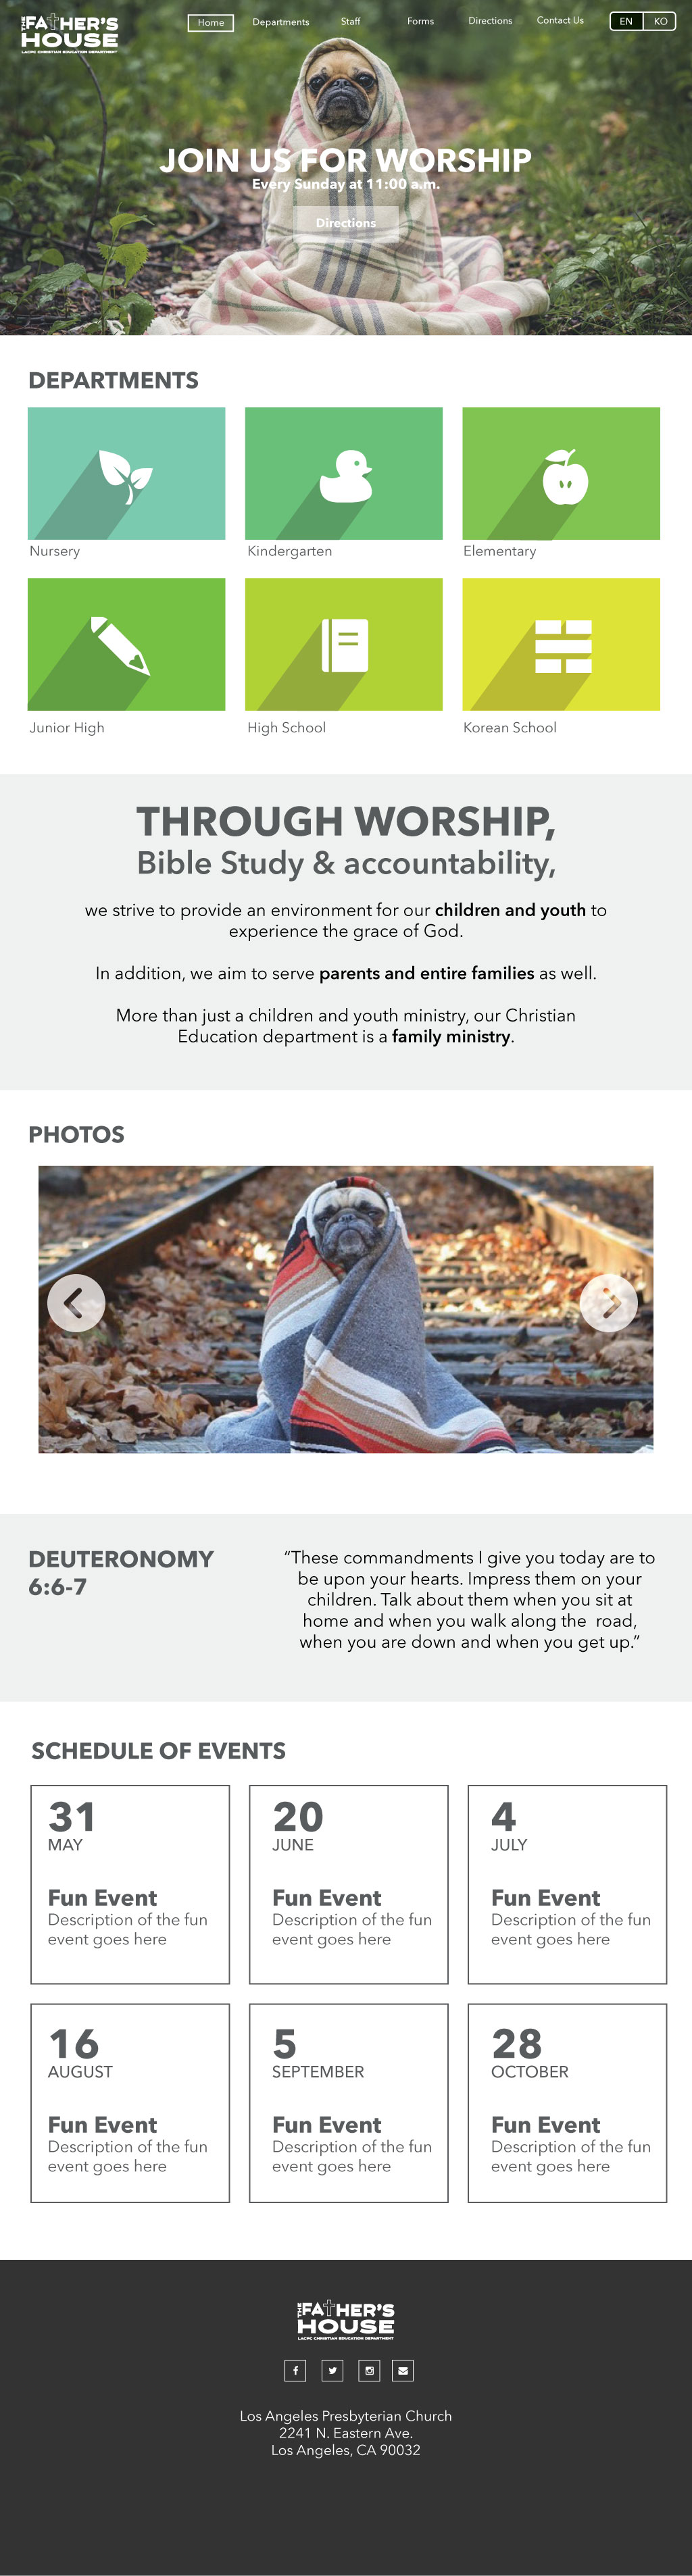 THE FATHER'S
HOUSE
LACPC CHRISTIAN EDUCATION DEPARTMENT
Home Departments Staff Forms Directions Contact Us EN KO
JOIN US FOR WORSHIP
Every Sunday at 11:00 a.m.
Directions
DEPARTMENTS
Nursery Kindergarten Elementary
Junior High High School Korean School
THROUGH WORSHIP,
Bible Study & accountability,
we strive to provide an environment for our children and youth to
experience the grace of God.
In addition, we aim to serve parents and entire families as well.
More than just a children and youth ministry, our Christian
Education department is a family ministry.
PHOTOS
DEUTERONOMY
6:6-7
“These commandments I give you today are to
be upon your hearts. Impress them on your
children. Talk about them when you sit at
home and when you walk along the road,
when you are down and when you get up.”
SCHEDULE OF EVENTS
31
MAY
Fun Event
Description of the fun
event goes here
20
JUNE
Fun Event
Description of the fun
event goes here
4
JULY
Fun Event
Description of the fun
event goes here
16
AUGUST
Fun Event
Description of the fun
event goes here
5
SEPTEMBER
Fun Event
Description of the fun
event goes here
28
OCTOBER
Fun Event
Description of the fun
event goes here
THE FATHER'S
HOUSE
LACPC CHRISTIAN EDUCATION DEPARTMENT
Los Angeles Presbyterian Church
2241 N. Eastern Ave.
Los Angeles, CA 90032